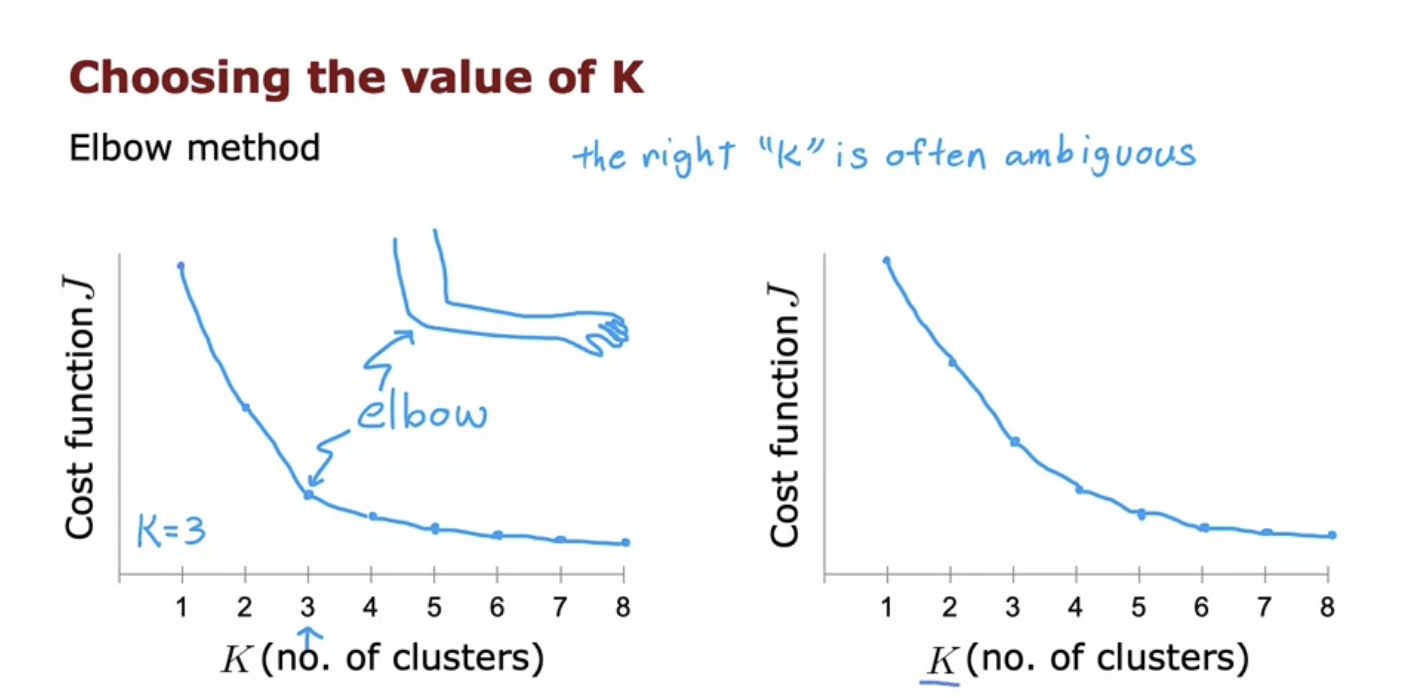 Choosing the value of K
Elbow method
the right "K" is often ambiguous
Cost function J
elbow
K=3
1 2 3 4 5 6 7 8
K (no. of clusters)
Cost function J
1 2 3 4 5 6 7 8
K (no. of clusters)